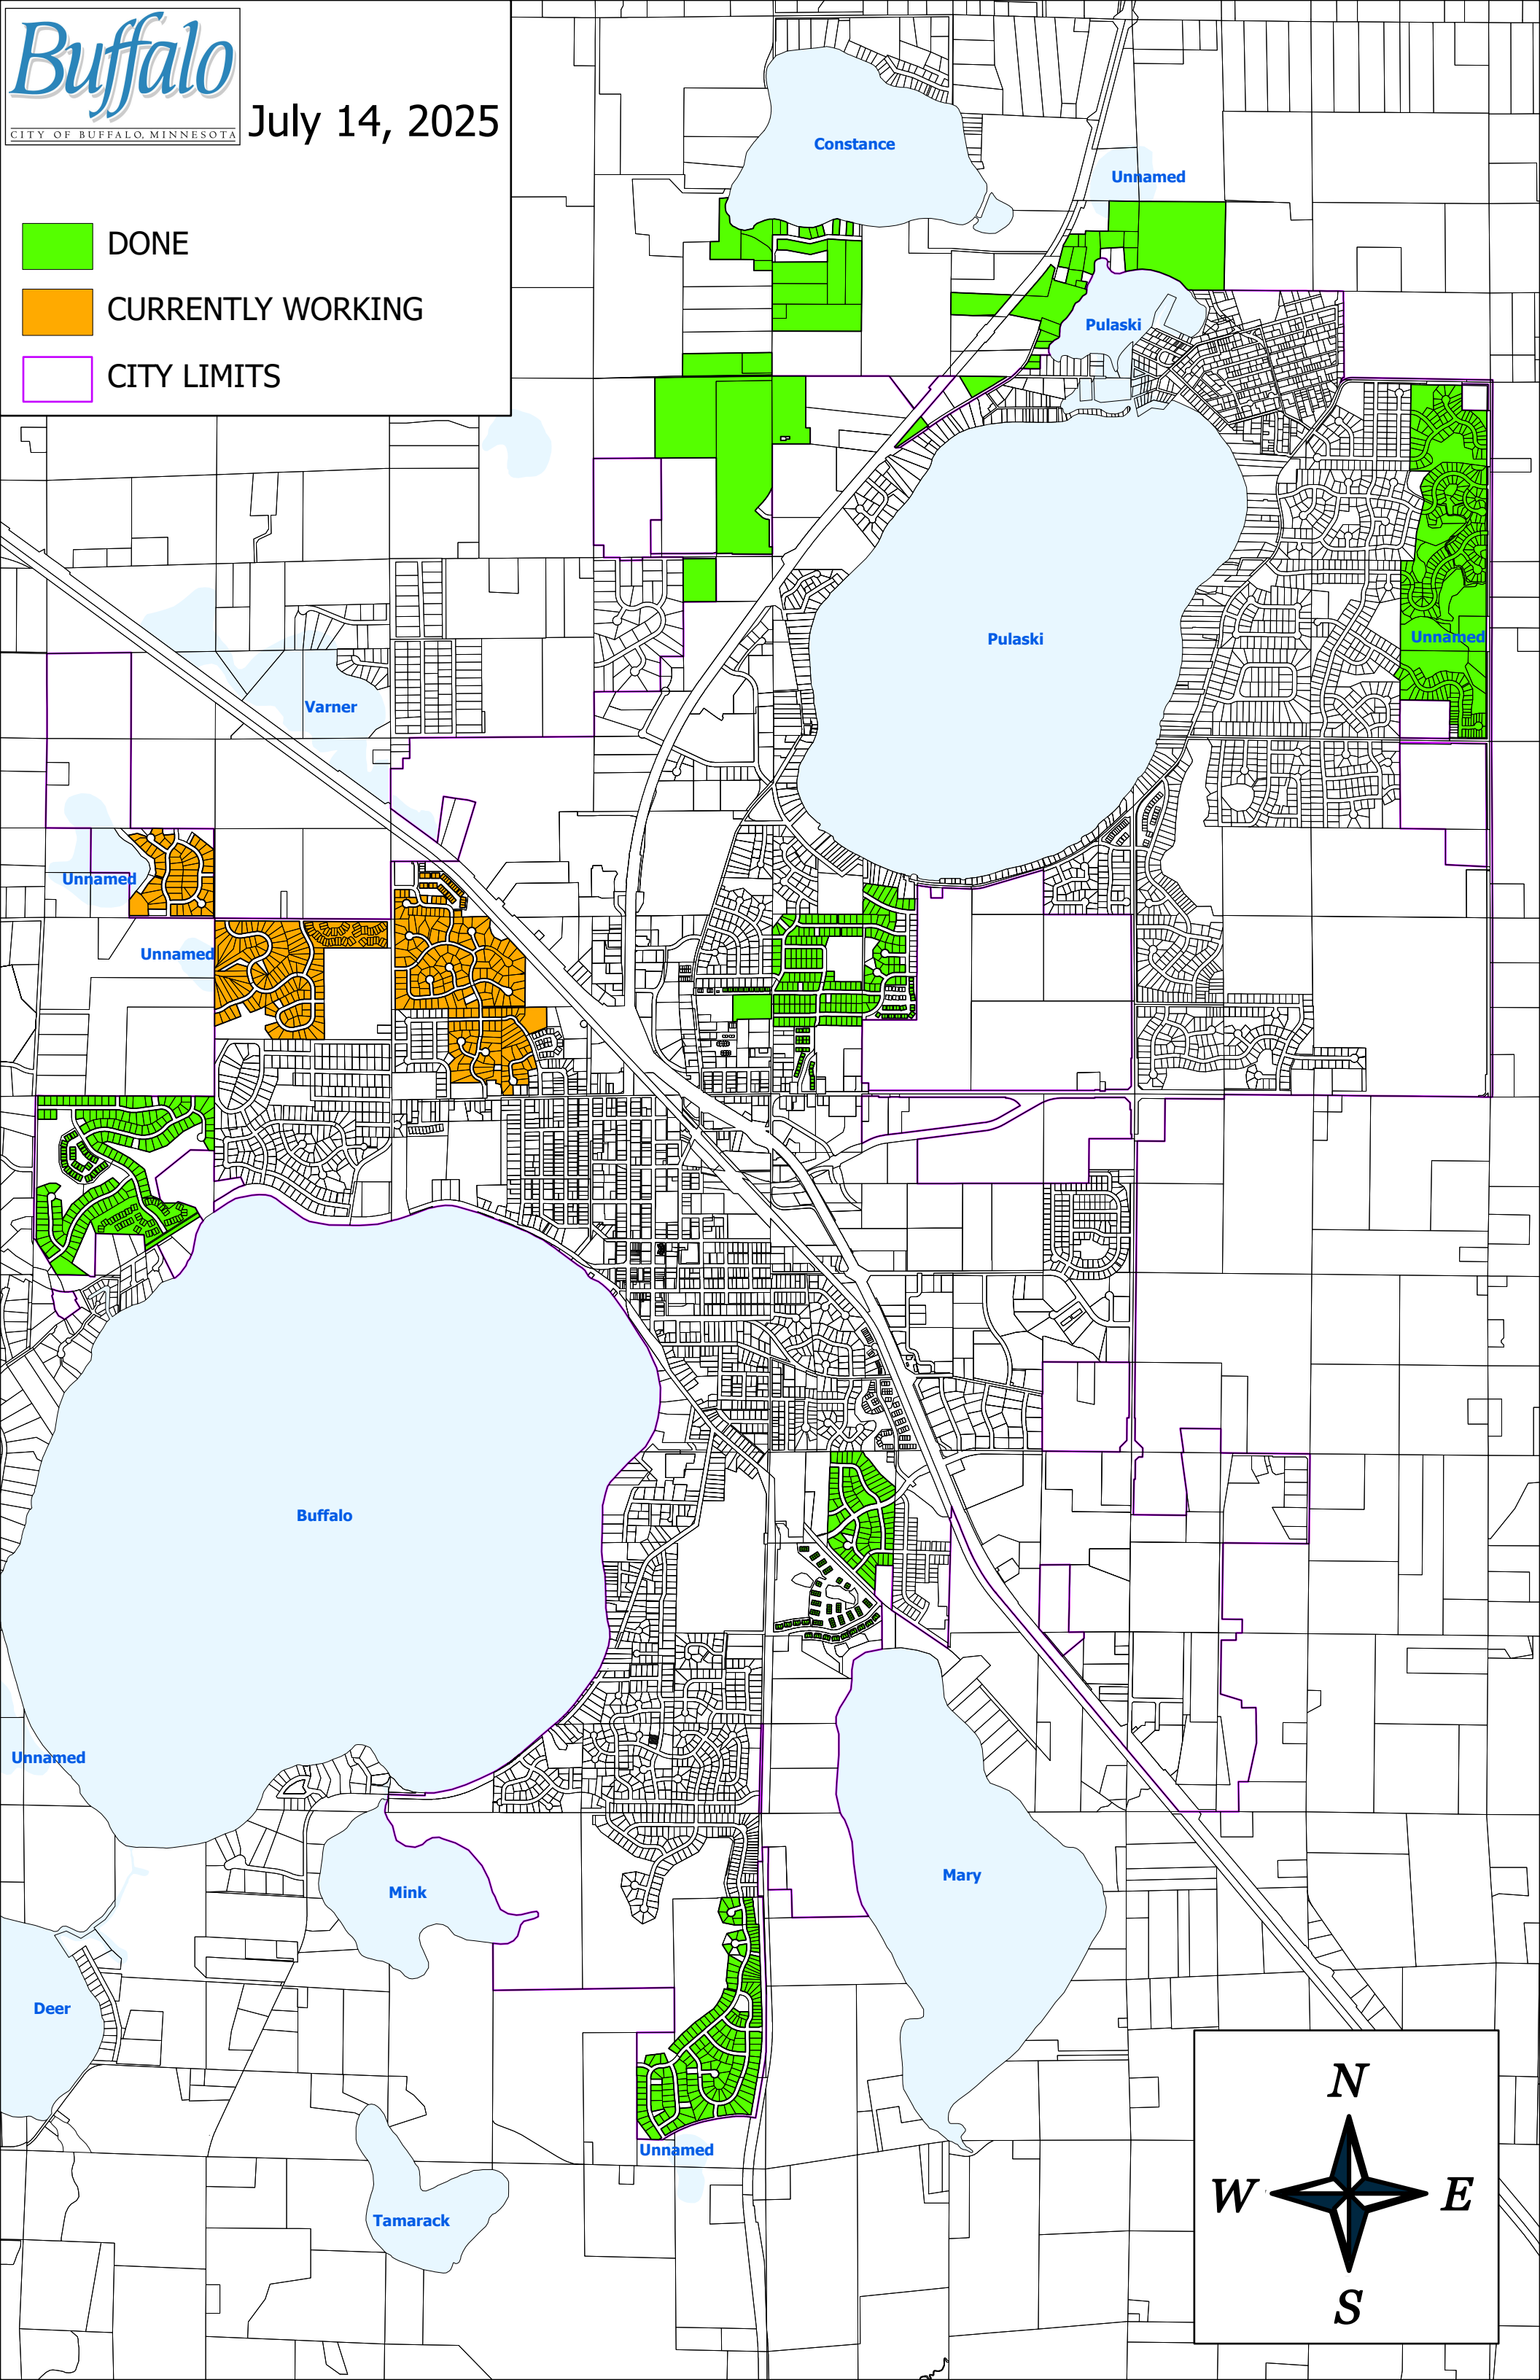 Buffalo
CITY OF BUFFALO, MINNESOTA
July 14, 2025
DONE
CURRENTLY WORKING
CITY LIMITS
Constance
Unnamed
Pulaski
Pulaski
Unnamed
Varner
Unnamed
Unnamed
Buffalo
Unnamed
Mink
Mary
Deer
Unnamed
Tamarack
N
W
E
S